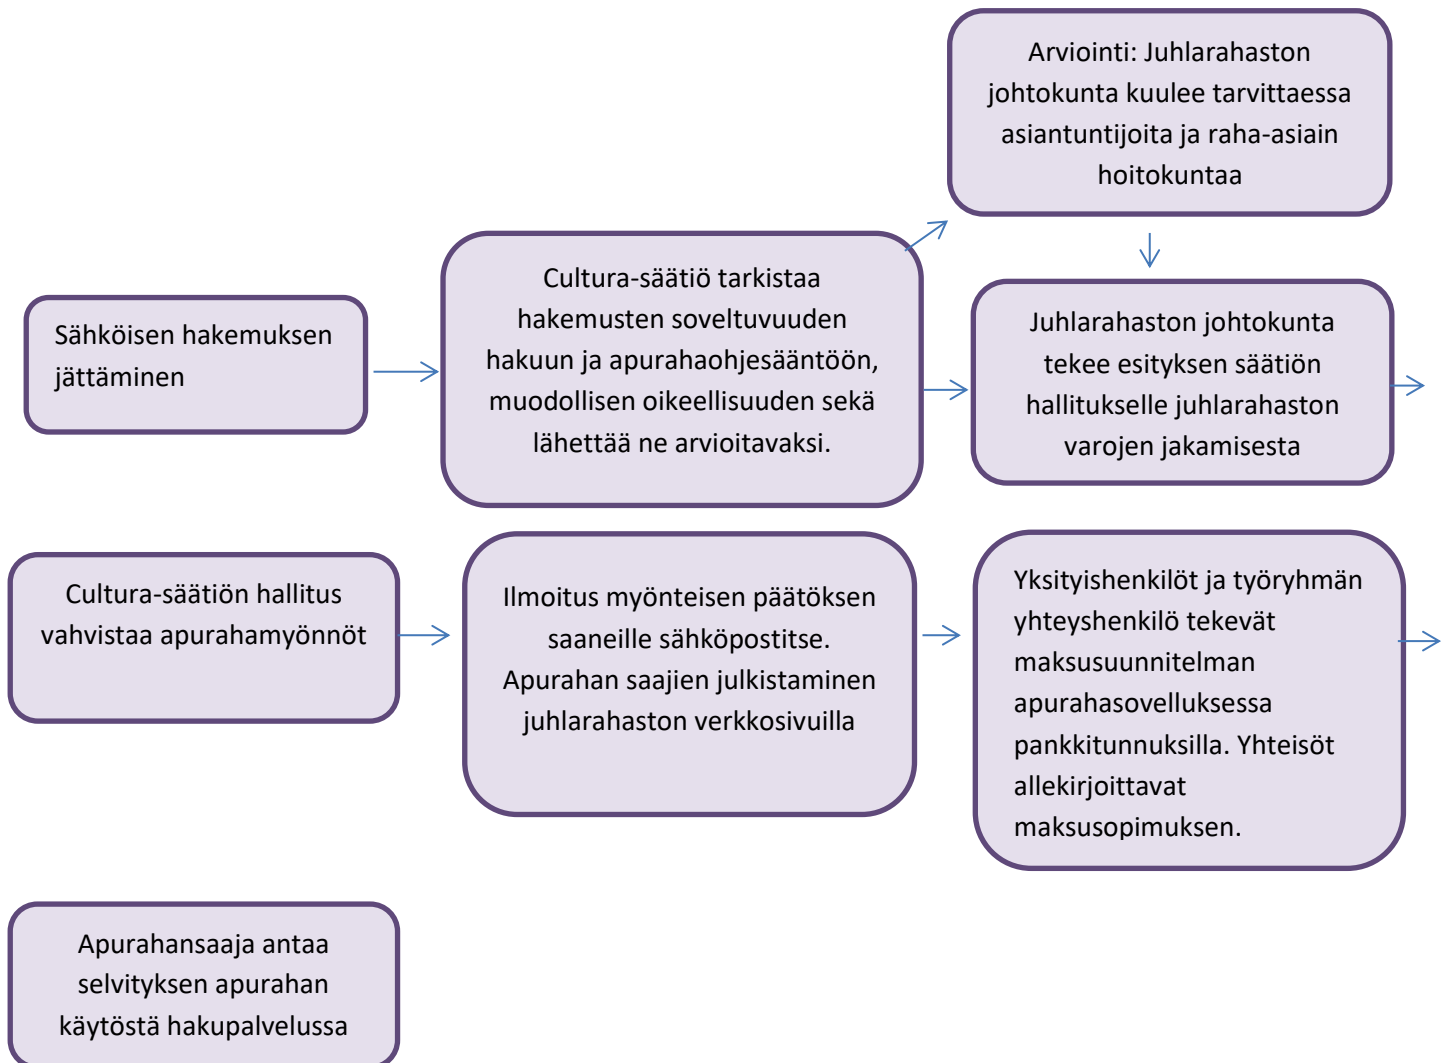 Arviointi: Juhlarahaston
johtokunta kuulee tarvittaessa
asiantuntijoita ja raha-asiain
hoitokuntaa
Sähköisen hakemuksen
jättäminen
Cultura-säätiö tarkistaa
hakemusten soveltuvuuden
hakuun ja apurahaohjesääntöön,
muodollisen oikeellisuuden sekä
lähettää ne arvioitavaksi.
Juhlarahaston johtokunta
tekee esityksen säätiön
hallitukselle juhlarahaston
varojen jakamisesta
Cultura-säätiön hallitus
vahvistaa apurahamyönnöt
Ilmoitus myönteisen päätöksen
saaneille sähköpostitse.
Apurahan saajien julkistaminen
juhlarahaston verkkosivuilla
Yksityishenkilöt ja työryhmän
yhteyshenkilö tekevät
maksusuunnitelman
apurahasovelluksessa
pankkitunnuksilla. Yhteisöt
allekirjoittavat
maksusopimuksen.
Apurahansaaja antaa
selvityksen apurahan
käytöstä hakupalvelussa